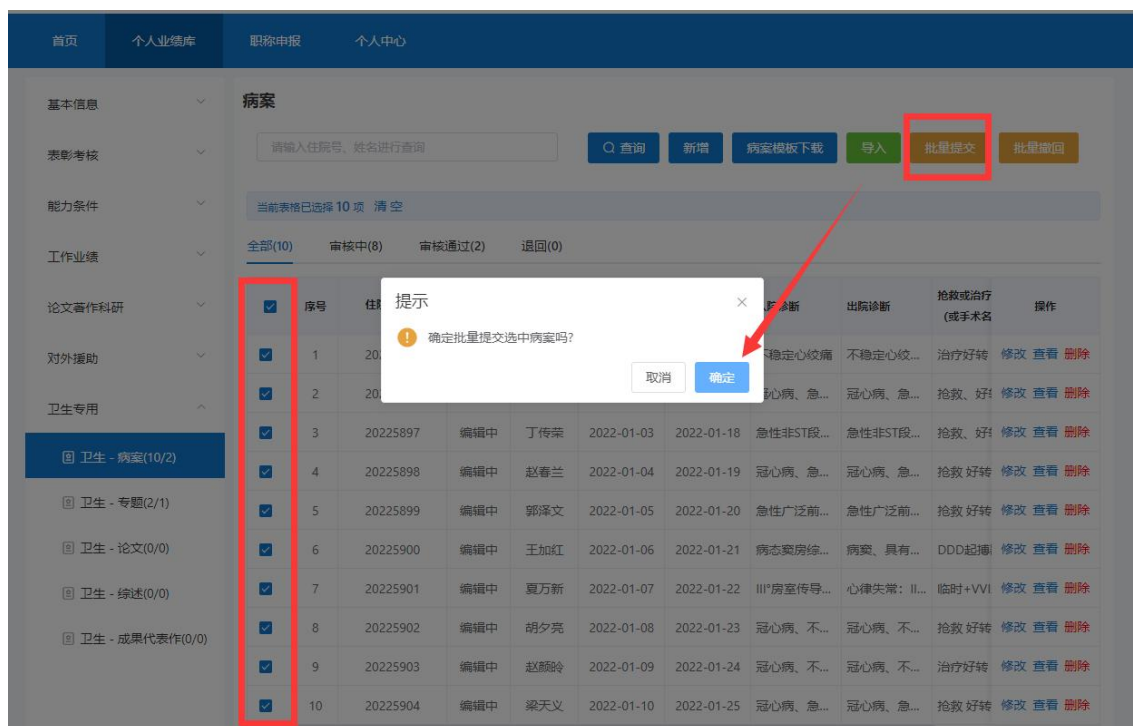 首页 个人业绩库 职称申报 个人中心
基本信息
表彰考核
能力条件
工作业绩
论文著作科研
对外援助
卫生专用
卫生 - 病案(10/2)
卫生 - 专题(2/1)
卫生 - 论文(0/0)
卫生 - 综述(0/0)
卫生 - 成果代表作(0/0)
病案
请输入住院号、姓名进行查询 查询 新增 病案模板下载 导入 批量提交 批量撤回
当前表格已选择 10 项 清空
全部(10) 审核中(8) 审核通过(2) 退回(0)
序号 出院诊断 抢救或治疗 操作
(或手术名
提示
确定批量提交选中病案吗?
取消 确定
1 不稳定心绞痛 不稳定心绞... 治疗好转 修改 查看 删除
2 冠心病、急... 冠心病、急... 抢救、好 修改 查看 删除
3 20225897 编辑中 丁传荣 2022-01-03 2022-01-18 急性非ST段... 急性非ST段... 抢救、好 修改 查看 删除
4 20225898 编辑中 赵春兰 2022-01-04 2022-01-19 冠心病、急... 冠心病、急... 抢救 好转 修改 查看 删除
5 20225899 编辑中 郭泽文 2022-01-05 2022-01-20 急性广泛前... 急性广泛前... 抢救 好转 修改 查看 删除
6 20225900 编辑中 王加红 2022-01-06 2022-01-21 病态窦房综... 病窦、具有... DDD起搏 修改 查看 删除
7 20225901 编辑中 夏万新 2022-01-07 2022-01-22 III°房室传导... 心律失常：II... 临时+VVI 修改 查看 删除
8 20225902 编辑中 胡夕亮 2022-01-08 2022-01-23 冠心病、不... 冠心病、不... 抢救 好转 修改 查看 删除
9 20225903 编辑中 赵颜玲 2022-01-09 2022-01-24 冠心病、不... 冠心病、不... 治疗好转 修改 查看 删除
10 20225904 编辑中 梁天义 2022-01-10 2022-01-25 冠心病、急... 冠心病、急... 抢救 好转 修改 查看 删除